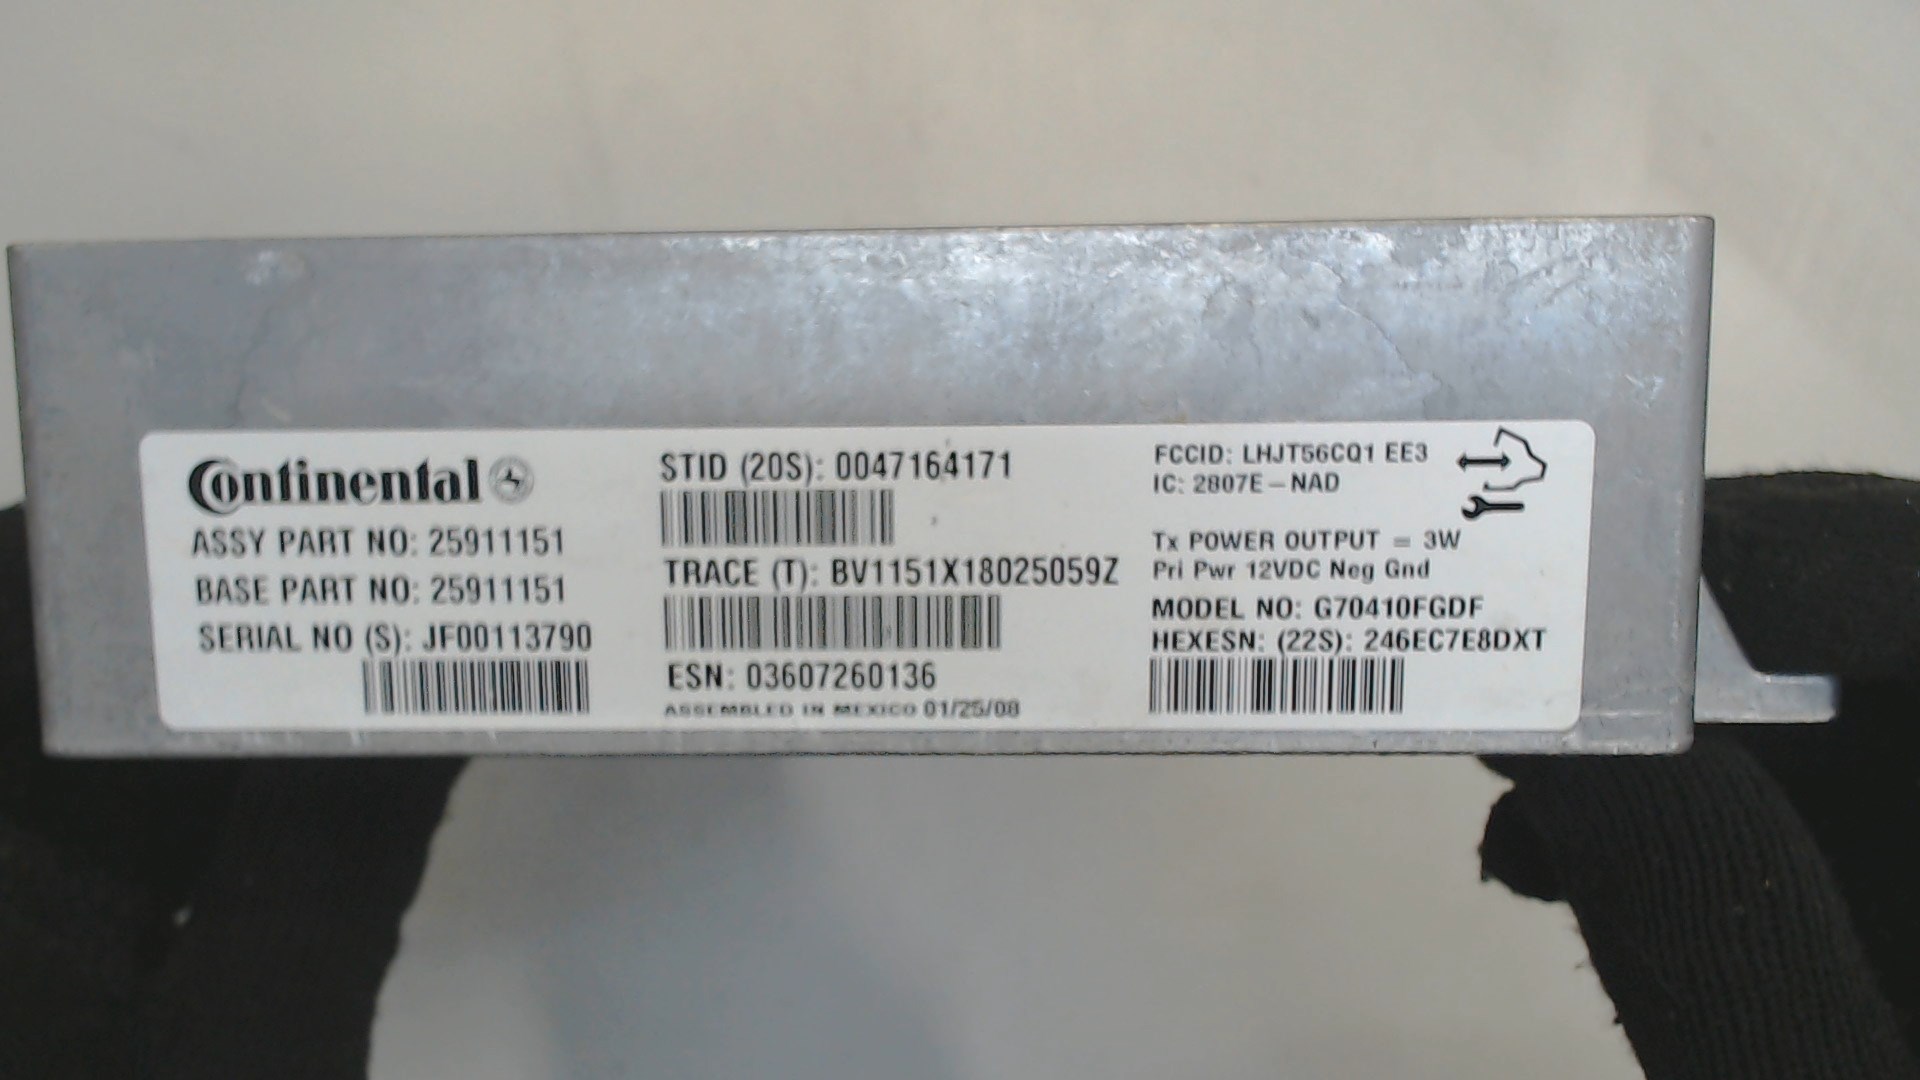 Continental
ASSY PART NO: 25911151
BASE PART NO: 25911151
SERIAL NO (S): JF00113790
STID (20S): 0047164171
TRACE (T): BV1151X18025059Z
ESN: 03607260136
ASSEMBLED IN MEXICO 01/25/08
FCCID: LHJT56CQ1 EE3
IC: 2807E-NAD
Tx POWER OUTPUT = 3W
Pri Pwr 12VDC Neg Gnd
MODEL NO: G70410FGDF
HEXESN: (22S): 246EC7E8DXT